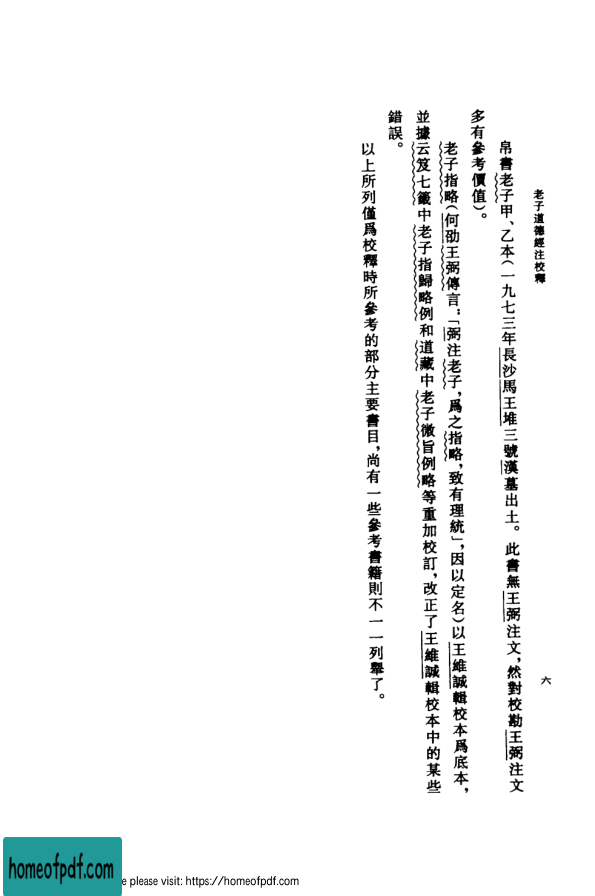 老子道德經注校釋
六
帛書老子甲、乙本(一九七三年長沙馬王堆三號漢墓出土。此書無王弼注文,然對校勘王弼注文
多有參考價值)。
老子指略(何劭王弼傳言:「弼注老子,爲之指略,致有理統」,因以定名)以王維誠輯校本爲底本,
並據云笈七籤中老子指歸略例和道藏中老子微旨例略等重加校訂,改正了王維誠輯校本中的某些
錯誤。
以上所列僅爲校釋時所參考的部分主要書目,尚有一些參考書籍則不一一列舉了。
homeofpdf.com
e please visit: https://homeofpdf.com